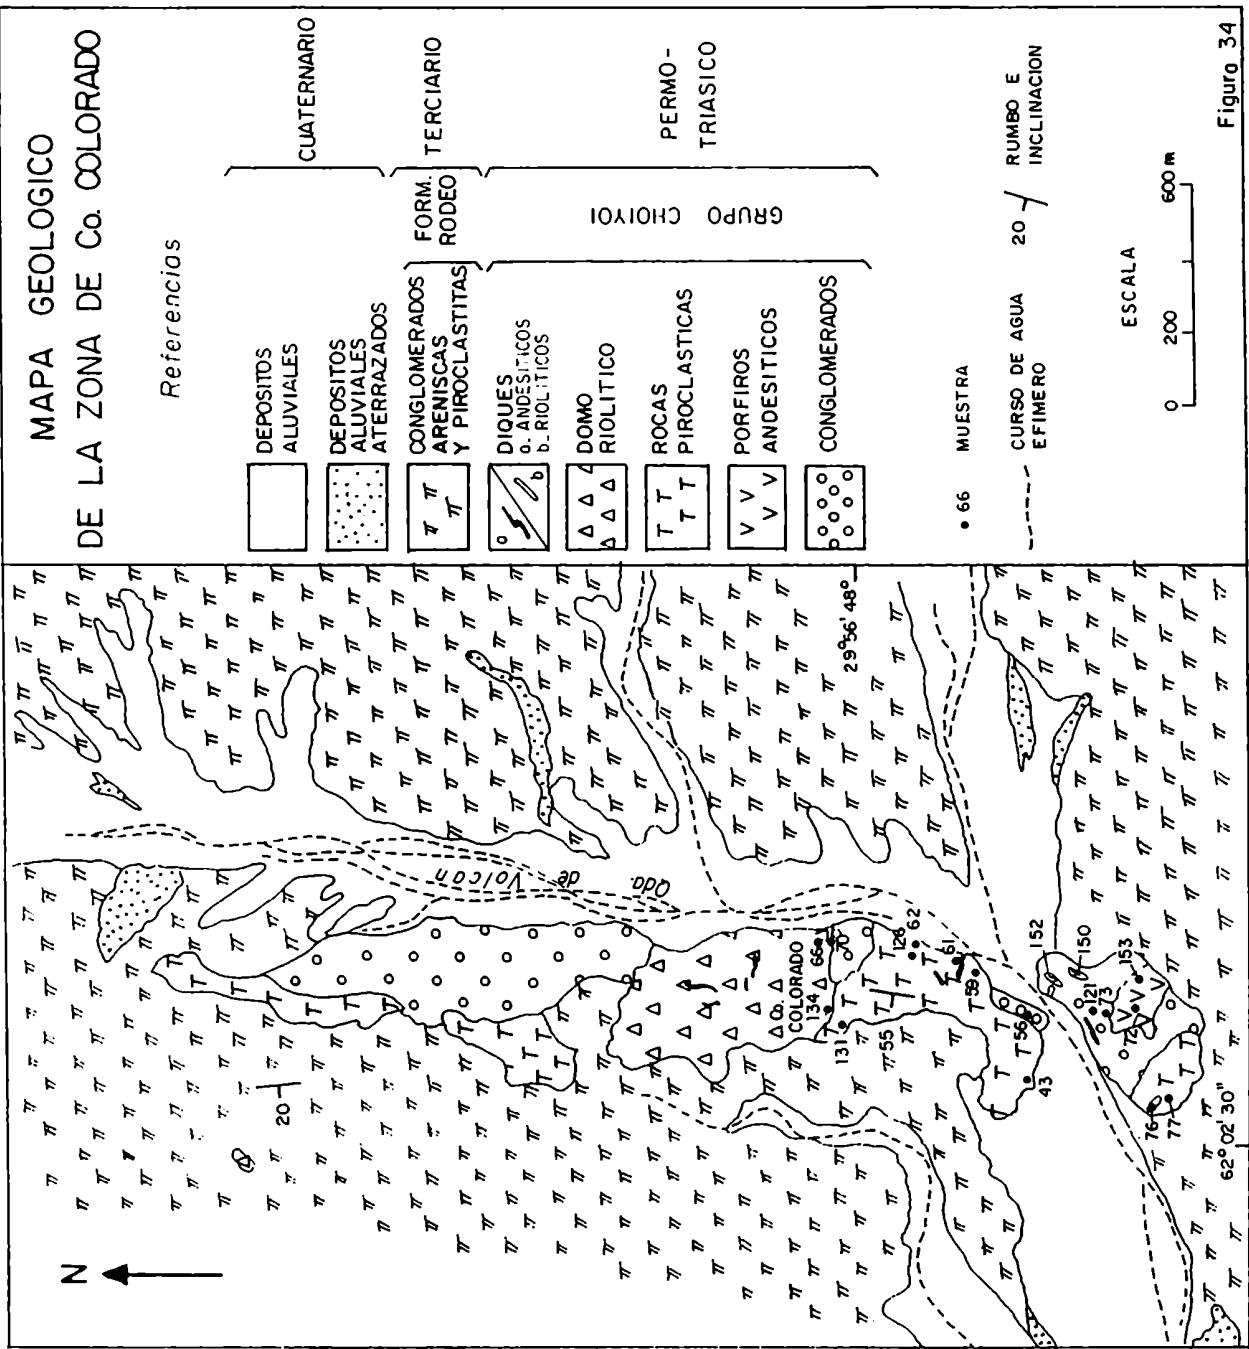 MAPA GEOLOGICO
DE LA ZONA DE Co. COLORADO
Referencias
DEPOSITOS
ALUVIALES
DEPOSITOS
ALUVIALES
ATERRAZADOS
CUATERNARIO
CONGLOMERADOS
ARENISCAS
Y PIROCLASTITAS
FORM.
RODEO
TERCIARIO
DIQUES
a. ANDESITICOS
b. RIOLITICOS
DOMO
RIOLITICO
ROCAS
PIROCLASTICAS
PORFIROS
ANDESITICOS
CONGLOMERADOS
GRUPO CHOIYOI
PERMO-
TRIASICO
b
66 MUESTRA
CURSO DE AGUA
EFIMERO
20 RUMBO E
INCLINACION
ESCALA
0 200 600 m
Figura 34
N
20
Qda. de Volcan
Co.
COLORADO
66
70
134
131
55
126
62
61
59
56
43
152
150
121
73
72
153
76
77
29° 56' 48"
62° 02' 30"